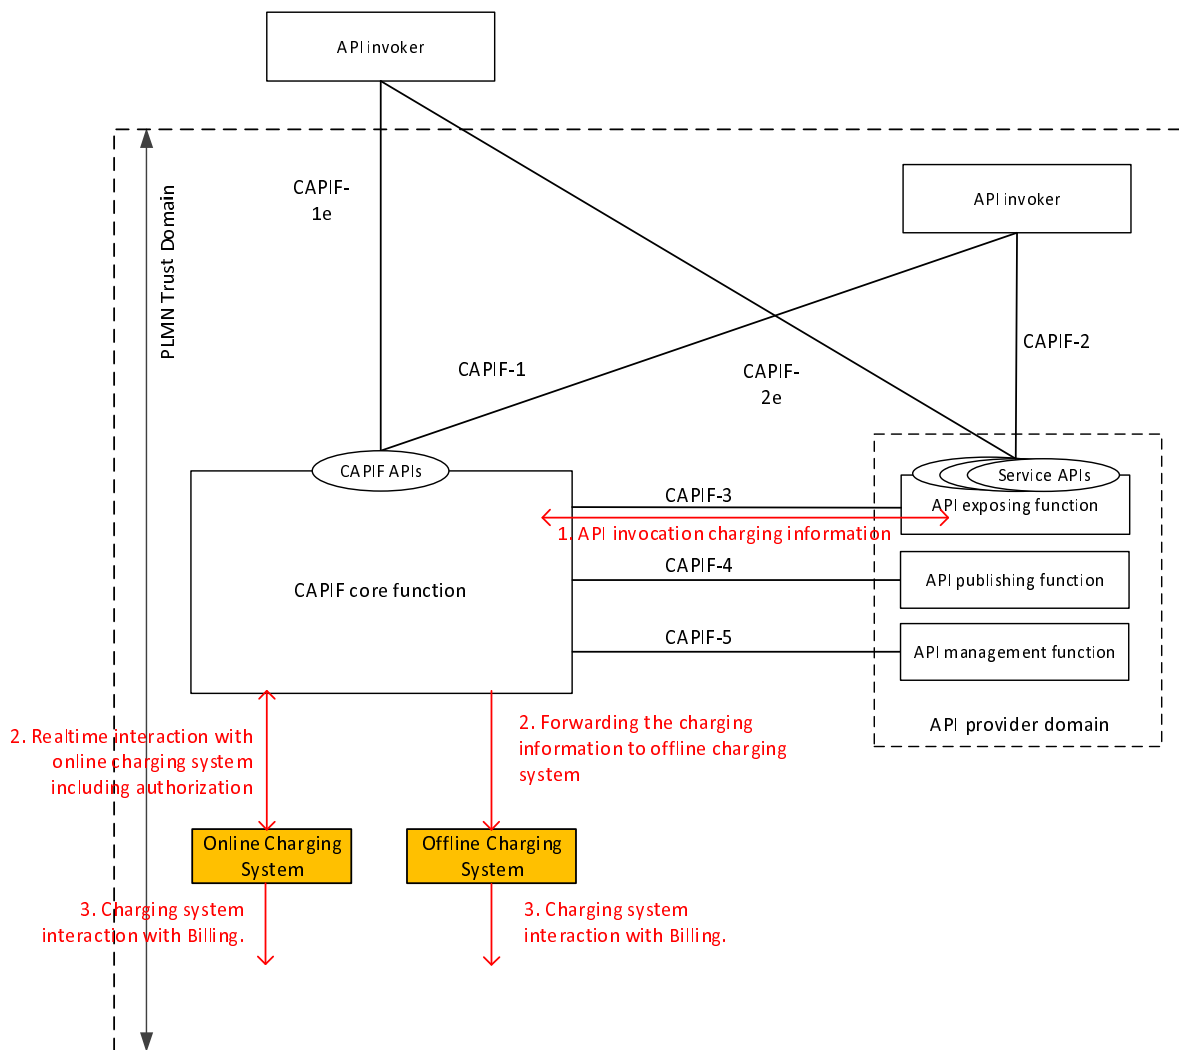 API invoker
PLMN Trust Domain
CAPIF-
1e
API invoker
CAPIF-1
CAPIF-
2e
CAPIF-2
CAPIF APIs
Service APIs
CAPIF-3
API exposing function
1. API invocation charging information
CAPIF-4
API publishing function
CAPIF core function
CAPIF-5
API management function
API provider domain
2. Realtime interaction with
online charging system
including authorization
2. Forwarding the charging
information to offline charging
system
Online Charging
System
Offline Charging
System
3. Charging system
interaction with Billing.
3. Charging system
interaction with Billing.